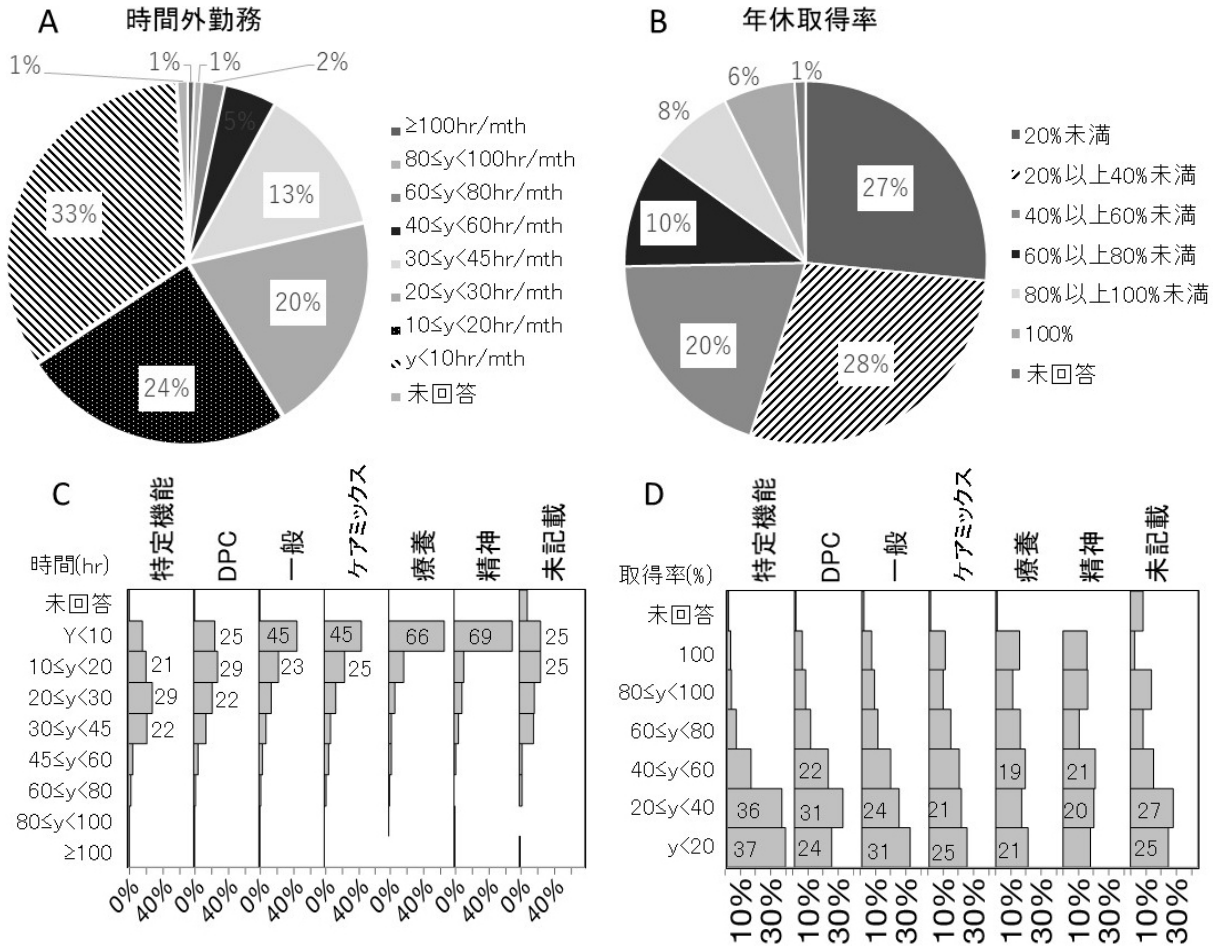 A 時間外勤務
1% 1% 1% 2%
5%
13%
20%
24%
33%
≥100hr/mth
80≤y<100hr/mth
60≤y<80hr/mth
40≤y<60hr/mth
30≤y<45hr/mth
20≤y<30hr/mth
10≤y<20hr/mth
y<10hr/mth
未回答
B 年休取得率
1%
6%
8%
10%
20%
28%
27%
20%未満
20%以上40%未満
40%以上60%未満
60%以上80%未満
80%以上100%未満
100%
未回答
C
特定機能 DPC 一般 ケアミックス 療養 精神 未記載
時間(hr)
未回答
Y<10 25 45 45 66 69 25
10≤y<20 21 29 23 25 25
20≤y<30 29 22
30≤y<45 22
45≤y<60
60≤y<80
80≤y<100
≥100
0% 40% 0% 40% 0% 40% 0% 40% 0% 40% 0% 40% 0% 40%
D
特定機能 DPC 一般 ケアミックス 療養 精神 未記載
取得率(%)
未回答
100
80≤y<100
60≤y<80
40≤y<60 22 19 21
20≤y<40 36 31 24 21 20 27
y<20 37 24 31 25 21 25
10% 30% 10% 30% 10% 30% 10% 30% 10% 30% 10% 30% 10% 30%